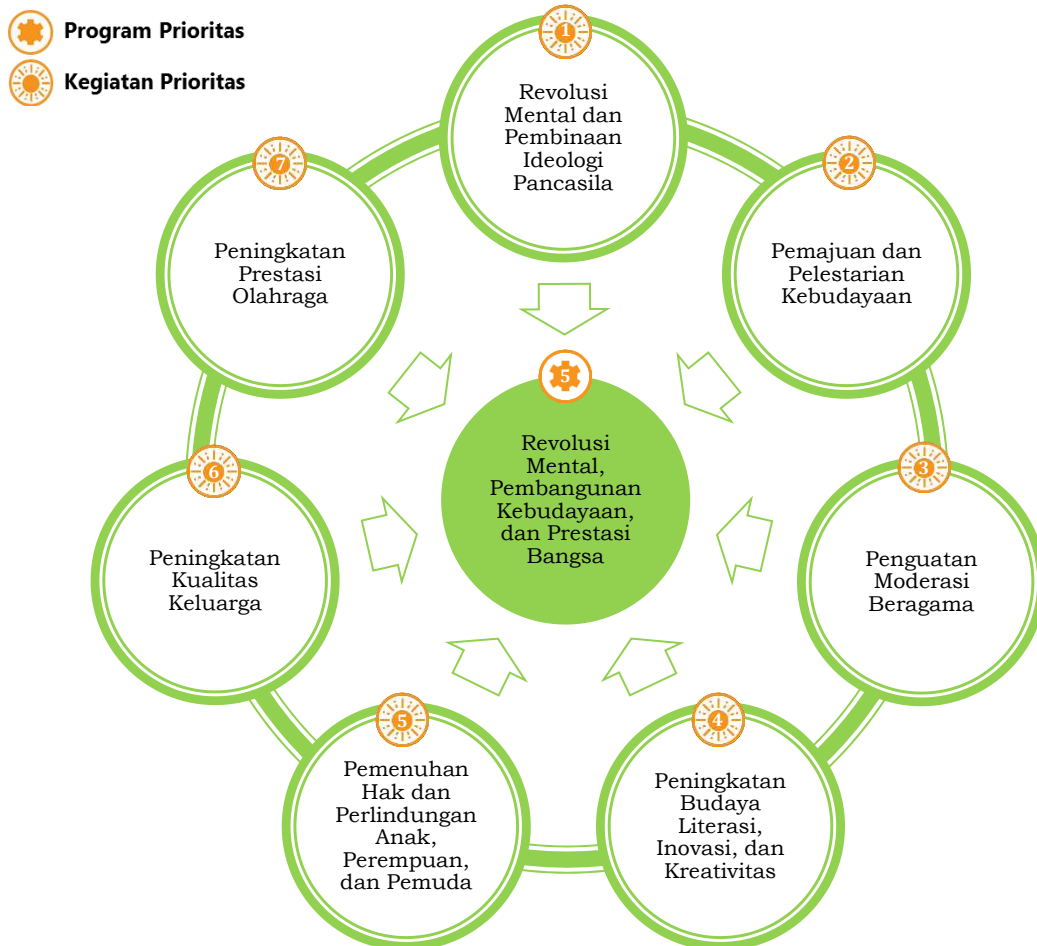 Program Prioritas
Kegiatan Prioritas
1
Revolusi
Mental dan
Pembinaan
Ideologi
Pancasila
2
Pemajuan dan
Pelestarian
Kebudayaan
3
Penguatan
Moderasi
Beragama
4
Peningkatan
Budaya
Literasi,
Inovasi, dan
Kreativitas
5
Pemenuhan
Hak dan
Perlindungan
Anak,
Perempuan,
dan Pemuda
6
Peningkatan
Kualitas
Keluarga
7
Peningkatan
Prestasi
Olahraga
5
Revolusi
Mental,
Pembangunan
Kebudayaan,
dan Prestasi
Bangsa